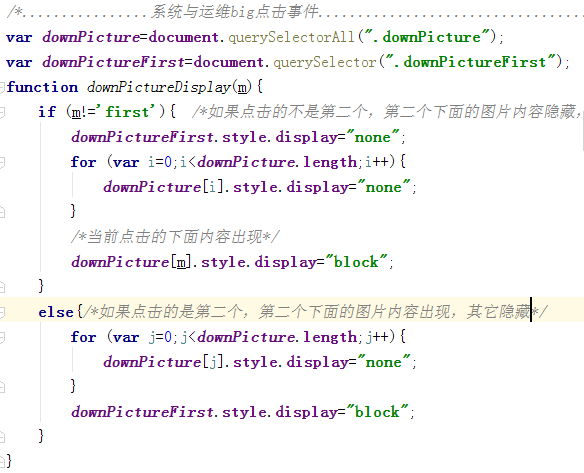 /*................系统与运维big点击事件..................................
var downPicture=document.querySelectorAll(".downPicture");
var downPictureFirst=document.querySelector(".downPictureFirst");
function downPictureDisplay(m){
if (m!='first'){ /*如果点击的不是第二个，第二个下面的图片内容隐藏，
downPictureFirst.style.display="none";
for (var i=0;i<downPicture.length;i++){
downPicture[i].style.display="none";
}
/*当前点击的下面内容出现*/
downPicture[m].style.display="block";
}
else{/*如果点击的是第二个，第二个下面的图片内容出现，其它隐藏*/
for (var j=0;j<downPicture.length;j++){
downPicture[j].style.display="none";
}
downPictureFirst.style.display="block";
}
}